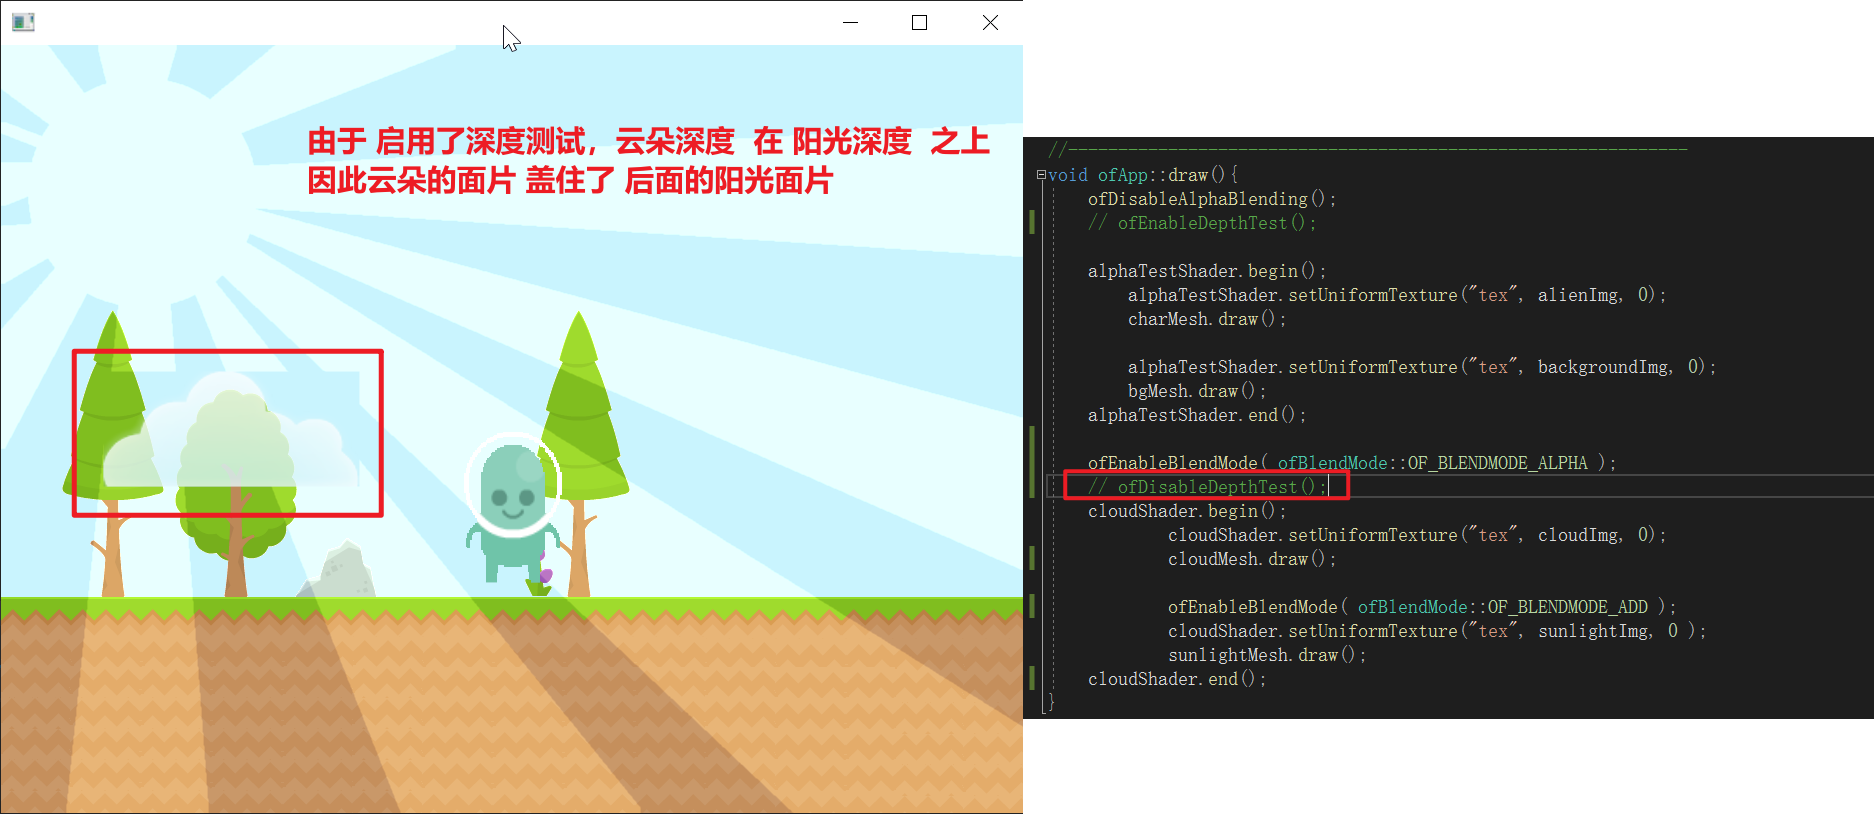 由于 启用了深度测试，云朵深度 在 阳光深度 之上
因此云朵的面片 盖住了 后面的阳光面片
//--------------------------------------------------------------
void ofApp::draw(){
ofDisableAlphaBlending();
// ofEnableDepthTest();
alphaTestShader.begin();
alphaTestShader.setUniformTexture("tex", alienImg, 0);
charMesh.draw();
alphaTestShader.setUniformTexture("tex", backgroundImg, 0);
bgMesh.draw();
alphaTestShader.end();
ofEnableBlendMode( ofBlendMode::OF_BLENDMODE_ALPHA );
// ofDisableDepthTest();
cloudShader.begin();
cloudShader.setUniformTexture("tex", cloudImg, 0);
cloudMesh.draw();
ofEnableBlendMode( ofBlendMode::OF_BLENDMODE_ADD );
cloudShader.setUniformTexture("tex", sunlightImg, 0 );
sunlightMesh.draw();
cloudShader.end();
}